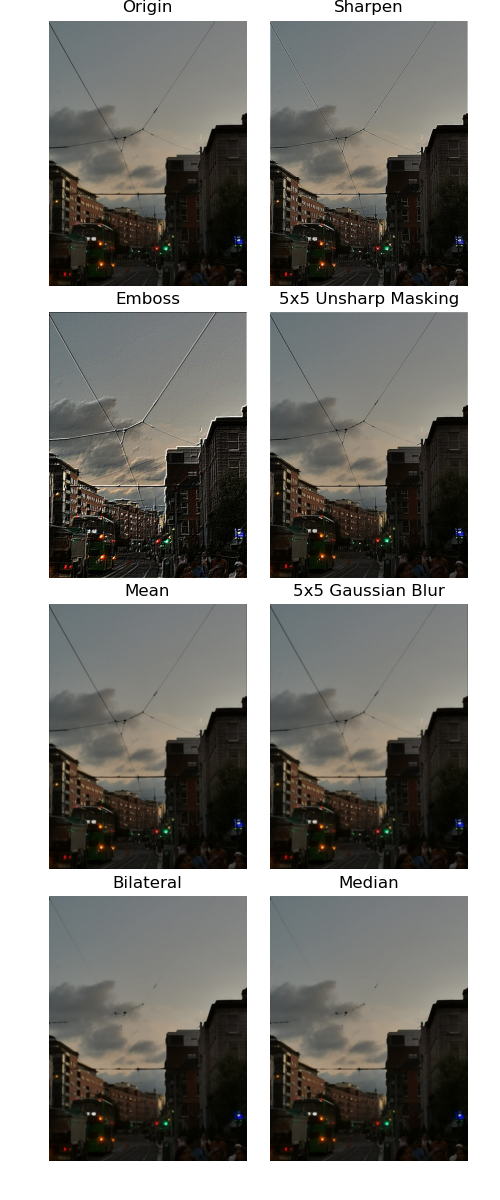 Origin
Sharpen
Emboss
5x5 Unsharp Masking
Mean
5x5 Gaussian Blur
Bilateral
Median